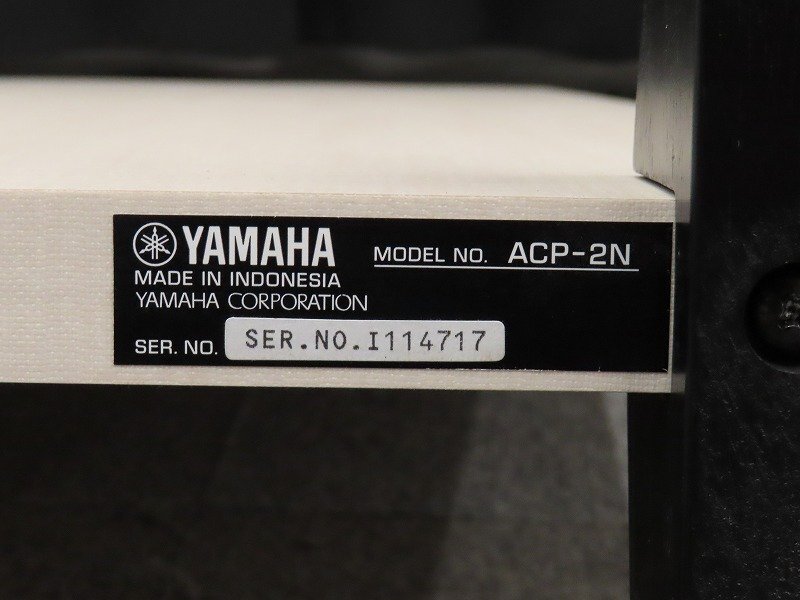 YAMAHA MODEL NO. ACP-2N
MADE IN INDONESIA
YAMAHA CORPORATION
SER. NO. SER.NO.I114717